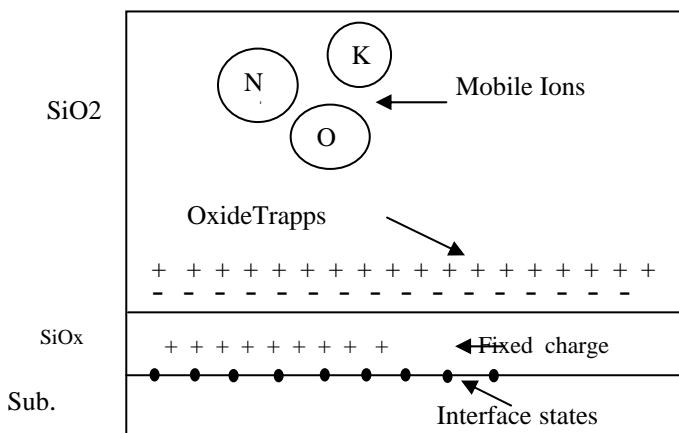 K
N
Mobile Ions
SiO2
O
OxideTrapps
+ + + + + + + + + + + + + + + + + +
- - - - - - - - - - - - - - - - -
SiOx
+ + + + + + + +
Fixed charge
Sub.
Interface states